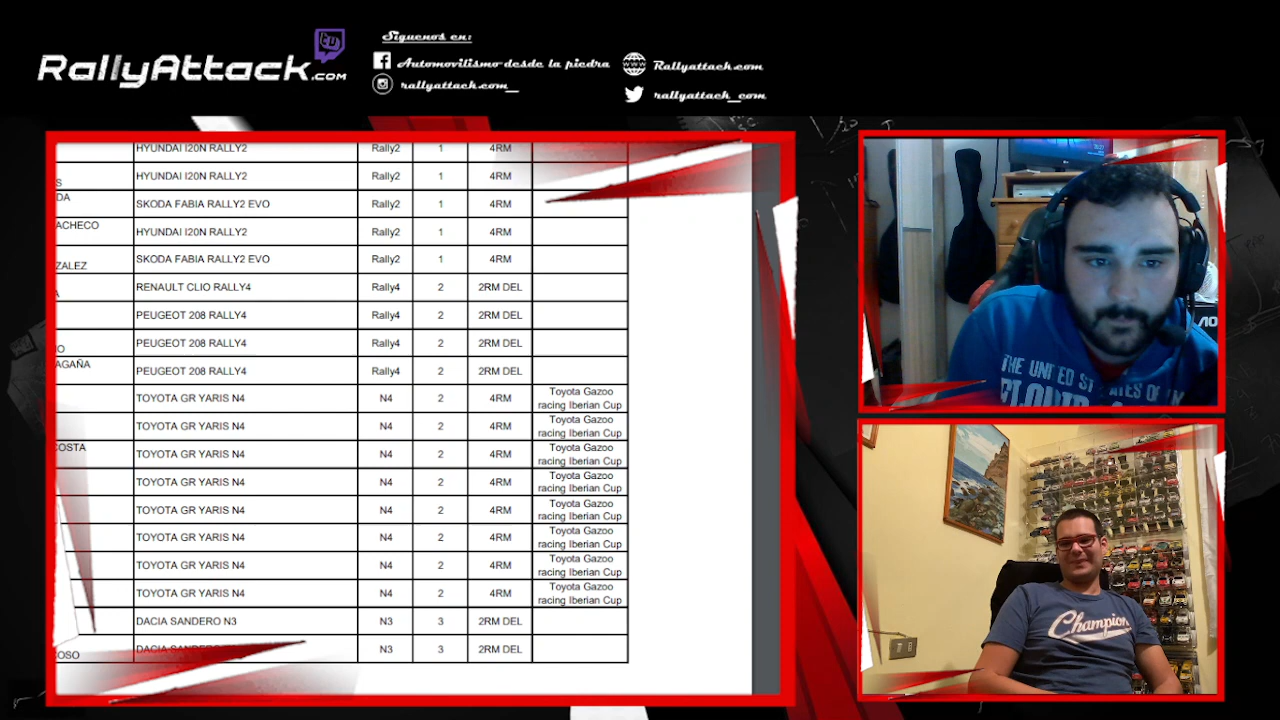 Síguenos en:
RallyAttack.com
Automovilismo desde la piedra
Rallyattack.com
rallyattack.com_
rallyattack_com
HYUNDAI I20N RALLY2 Rally2 1 4RM
S HYUNDAI I20N RALLY2 Rally2 1 4RM
DA SKODA FABIA RALLY2 EVO Rally2 1 4RM
ACHECO HYUNDAI I20N RALLY2 Rally2 1 4RM
ZALEZ SKODA FABIA RALLY2 EVO Rally2 1 4RM
A RENAULT CLIO RALLY4 Rally4 2 2RM DEL
PEUGEOT 208 RALLY4 Rally4 2 2RM DEL
IO PEUGEOT 208 RALLY4 Rally4 2 2RM DEL
AGAÑA PEUGEOT 208 RALLY4 Rally4 2 2RM DEL
TOYOTA GR YARIS N4 N4 2 4RM Toyota Gazoo
racing Iberian Cup
TOYOTA GR YARIS N4 N4 2 4RM Toyota Gazoo
racing Iberian Cup
COSTA TOYOTA GR YARIS N4 N4 2 4RM Toyota Gazoo
racing Iberian Cup
TOYOTA GR YARIS N4 N4 2 4RM Toyota Gazoo
racing Iberian Cup
TOYOTA GR YARIS N4 N4 2 4RM Toyota Gazoo
racing Iberian Cup
TOYOTA GR YARIS N4 N4 2 4RM Toyota Gazoo
racing Iberian Cup
TOYOTA GR YARIS N4 N4 2 4RM Toyota Gazoo
racing Iberian Cup
TOYOTA GR YARIS N4 N4 2 4RM Toyota Gazoo
racing Iberian Cup
DACIA SANDERO N3 N3 3 2RM DEL
OSO DACIA N3 3 2RM DEL
THE UNITED STATES OF
Champion